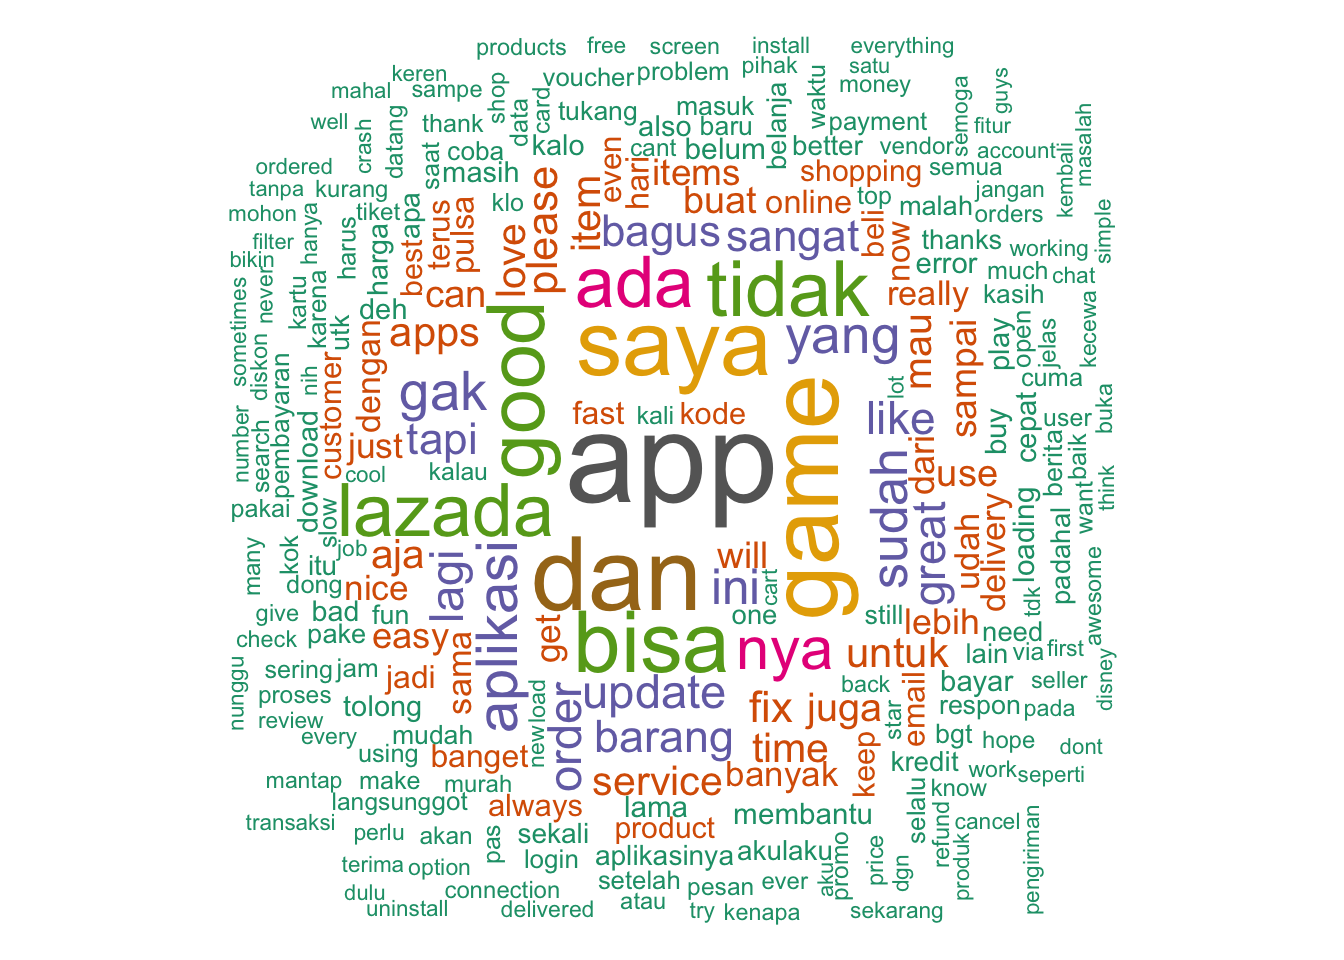 products
free
screen
install
everything
keren
voucher
problem
pihak
satu
mahal
sampe
shop
data
card
tukang
masuk
belanja
waktu
money
semoga
guys
well
crash
datang
thank
also
baru
payment
fitur
masalah
saat
coba
kalo
cant
belum
better
vendor
account
ordered
masih
even
hari
items
shopping
semua
kembali
tanpa
kurang
apa
klo
please
item
buat
online
top
malah
jangan
mohon
hanya
tiket
best
terus
pulsa
love
bagus
sangat
beli
now
thanks
orders
simple
filter
harus
harga
working
bikin
never
kartu
karena
can
ada
tidak
error
much
chat
sometimes
utk
deh
apps
good
saya
yang
really
kasih
kecewa
diskon
nih
customer
dengan
gak
mau
sampai
play
open
jelas
number
search
pembayaran
download
just
tapi
fast
kali
kode
game
lot
like
cuma
buka
cool
kalau
app
sudah
dari
use
buy
cepat
user
pakai
slow
lazada
great
udah
delivery
loading
berita
baik
want
think
many
kok
itu
job
aja
lagi
aplikasi
dan
will
ini
cart
padahal
awesome
dong
nice
tdk
give
bad
fun
bisa
one
still
lebih
need
check
pake
easy
sama
get
nya
untuk
lain
via
first
nunggu
sering
jam
jadi
update
back
email
bayar
seller
disney
proses
tolong
order
fix
juga
star
respon
pada
review
every
mudah
new
load
barang
time
keep
bgt
hope
dont
using
banget
kredit
work
seperti
mantap
make
murah
service
banyak
know
langsung
got
always
lama
membantu
selalu
refund
cancel
transaksi
perlu
akan
pas
sekali
product
pengiriman
terima
option
login
aplikasinya
akulaku
promo
price
dgn
produk
dulu
connection
setelah
pesan
ever
aku
uninstall
delivered
atau
try
kenapa
sekarang